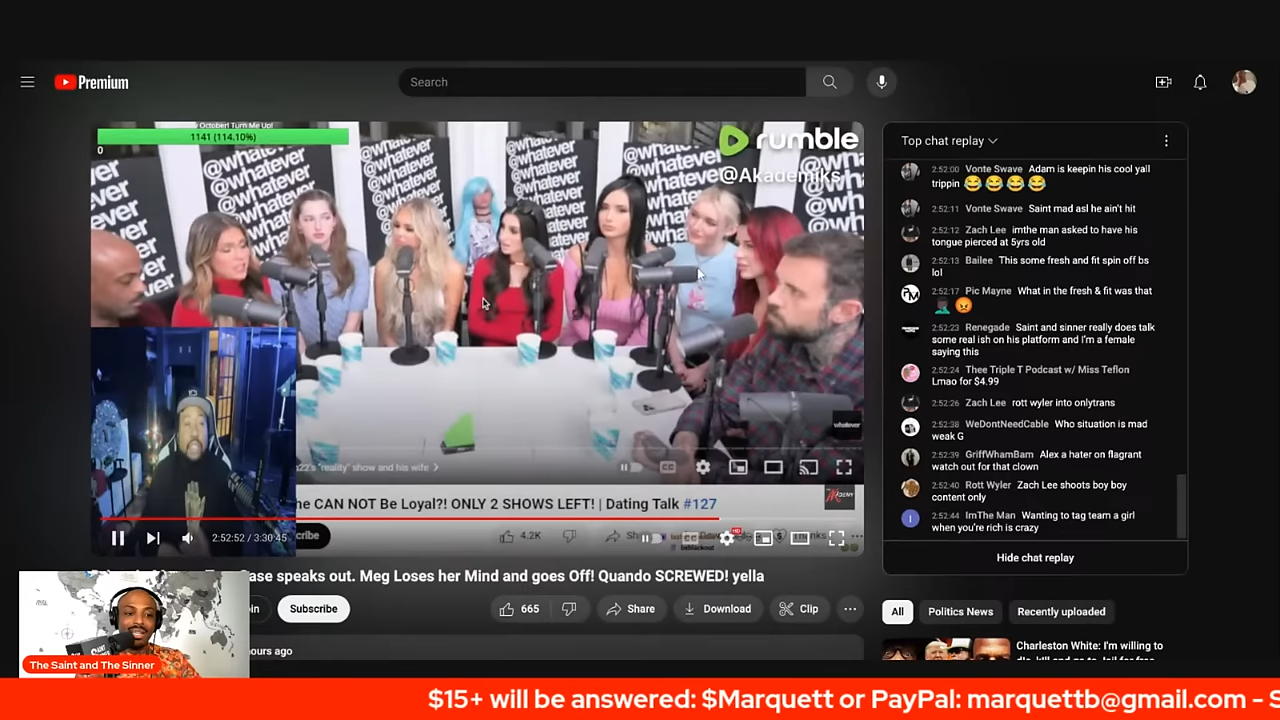 Premium
Search
October! Turn Me Up!
1141 (114.10%)
0
rumble
@Akademiks
@whatever
whatever
@whatever
whatever
22's "reality" show and his wife
he CAN NOT Be Loyal?! ONLY 2 SHOWS LEFT! | Dating Talk #127
4.2K
2:52:52 / 3:30:45
ase speaks out. Meg Loses her Mind and goes Off! Quando SCREWED! yella
Subscribe
665
Share
Download
Clip
ours ago
Top chat replay
2:52:00 Vonte Swave Adam is keepin his cool yall
trippin 😂 😂 😂 😂
2:52:11 Vonte Swave Saint mad asl he ain't hit
2:52:12 Zach Lee imthe man asked to have his
tongue pierced at 5yrs old
2:52:13 Bailee This some fresh and fit spin off bs
lol
2:52:17 Pic Mayne What in the fresh & fit was that
2:52:23 Renegade Saint and sinner really does talk
some real ish on his platform and I'm a female
saying this
2:52:24 Thee Triple T Podcast w/ Miss Teflon
Lmao for $4.99
2:52:26 Zach Lee rott wyler into onlytrans
2:52:38 WeDontNeedCable Who situation is mad
weak G
2:52:39 GriffWhamBam Alex a hater on flagrant
watch out for that clown
2:52:40 Rott Wyler Zach Lee shoots boy boy
content only
2:52:44 ImThe Man Wanting to tag team a girl
when you're rich is crazy
Hide chat replay
All
Politics News
Recently uploaded
Charleston White: I'm willing to
The Saint and The Sinner
$15+ will be answered: $Marquett or PayPal: marquettb@gmail.com - S